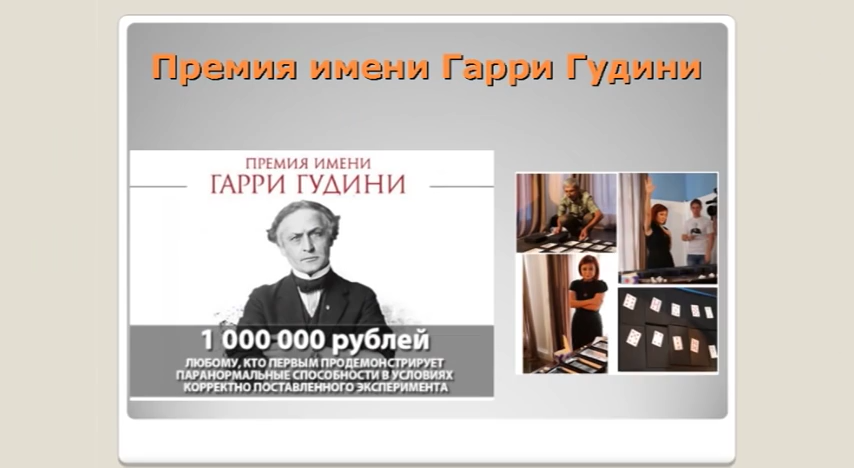 Премия имени Гарри Гудини
ПРЕМИЯ ИМЕНИ
ГАРРИ ГУДИНИ
1 000 000 рублей
ЛЮБОМУ, КТО ПЕРВЫМ ПРОДЕМОНСТРИРУЕТ
ПАРАНОРМАЛЬНЫЕ СПОСОБНОСТИ В УСЛОВИЯХ
КОРРЕКТНО ПОСТАВЛЕННОГО ЭКСПЕРИМЕНТА